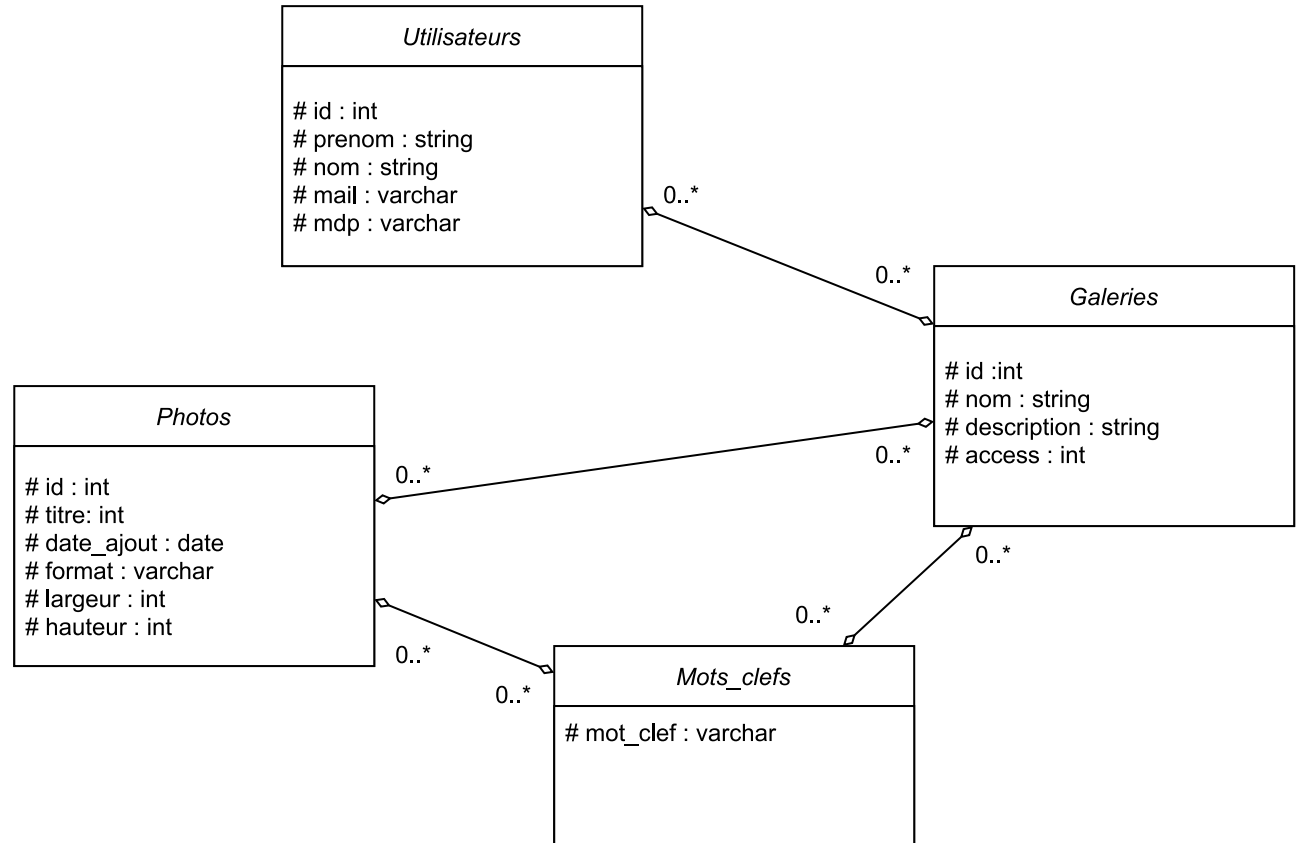 Utilisateurs
# id : int
# prenom : string
# nom : string
# mail : varchar
# mdp : varchar
0..*
0..*
Galeries
# id :int
# nom : string
# description : string
# access : int
Photos
# id : int
# titre: int
# date_ajout : date
# format : varchar
# largeur : int
# hauteur : int
0..*
0..*
0..*
0..*
0..*
0..*
Mots_clefs
# mot_clef : varchar